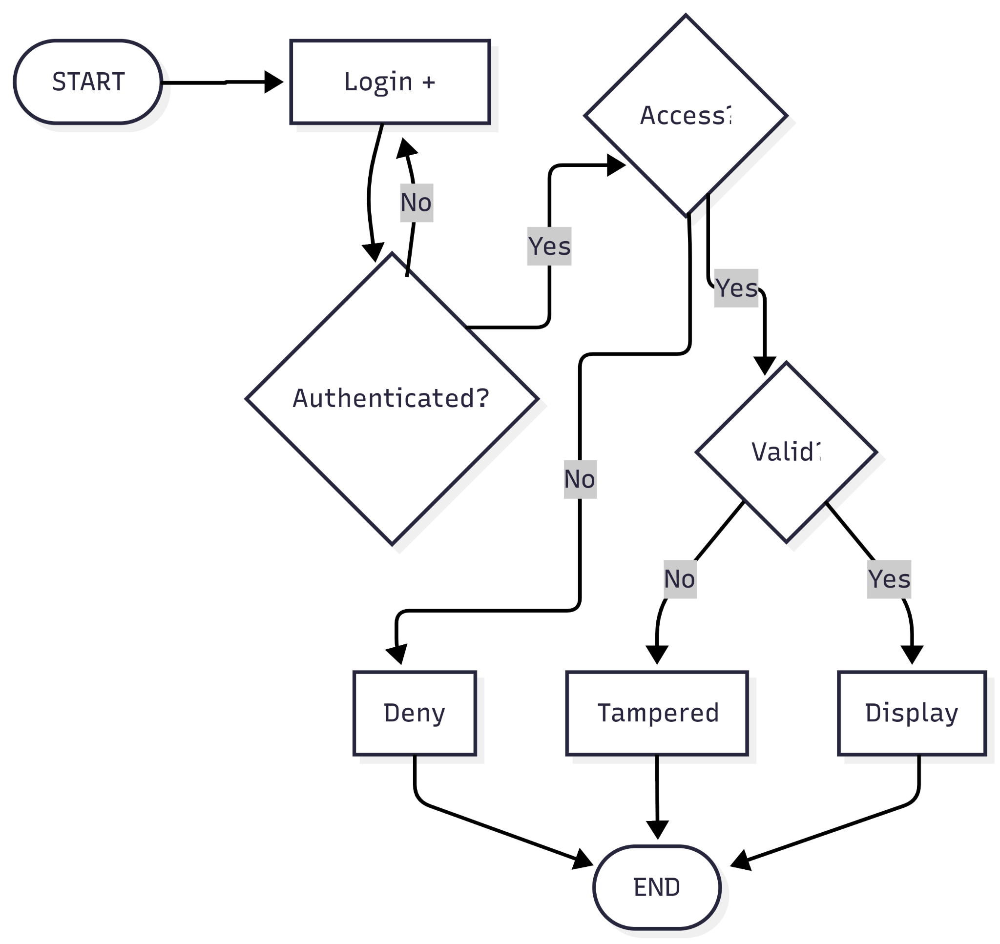 START
Login +
Access?
No
Yes
Yes
Authenticated?
Valid?
No
No
Yes
Deny
Tampered
Display
END